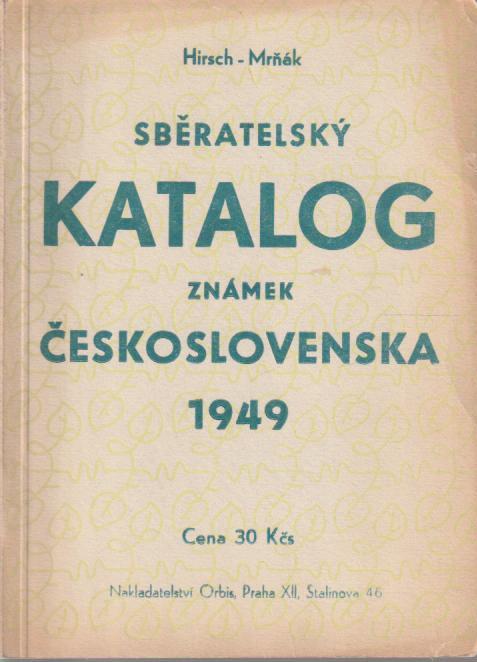 Hirsch - Mrňák
SBĚRATELSKÝ
KATALOG
ZNÁMEK
ČESKOSLOVENSKA
1949
Cena 30 Kčs
Nakladatelství Orbis, Praha XII, Stalinova 46